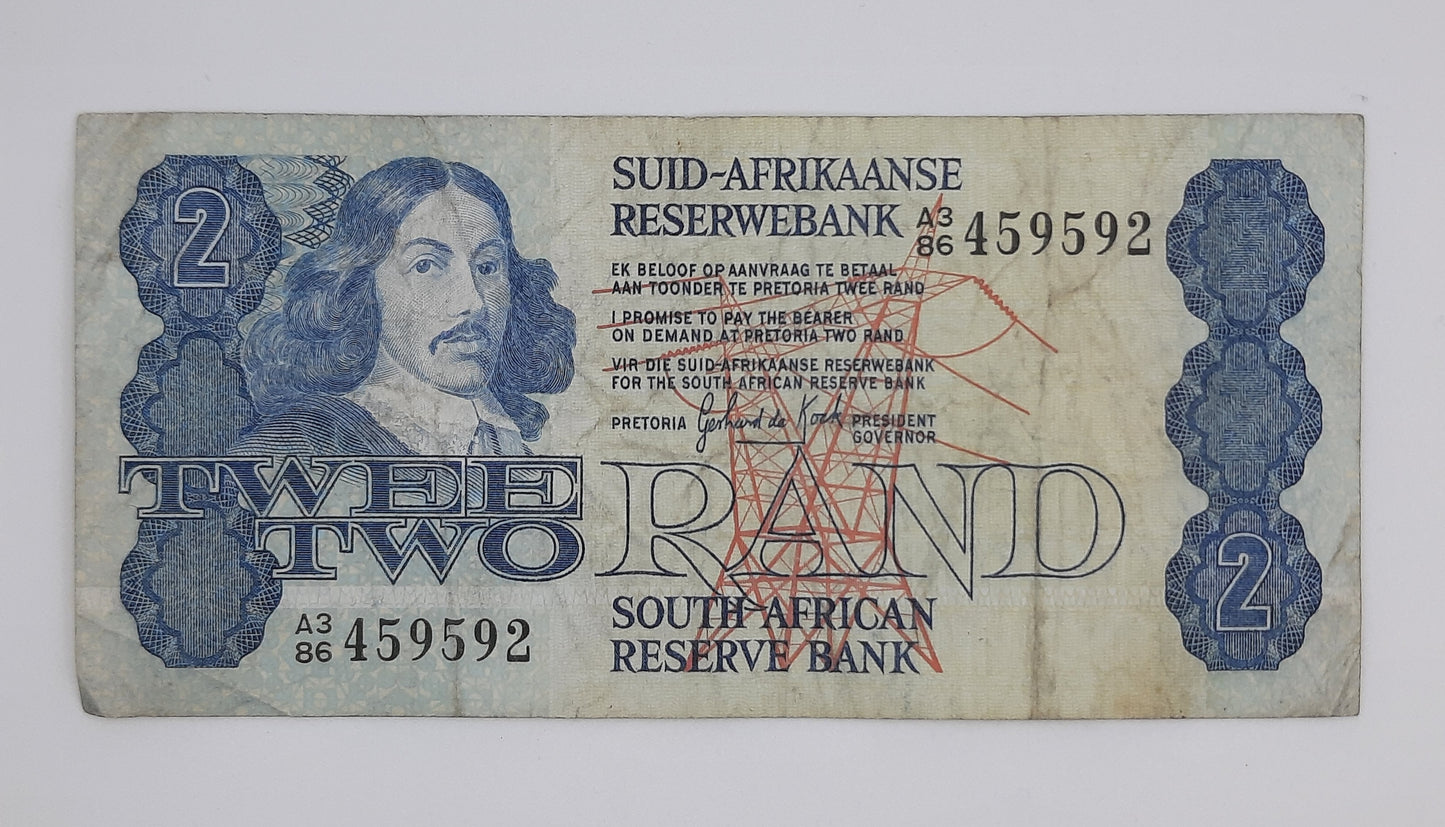 2
SUID-AFRIKAANSE
RESERWEBANK
A3
86 459592
EK BELOOF OP AANVRAAG TE BETAAL
AAN TOONDER TE PRETORIA TWEE RAND
I PROMISE TO PAY THE BEARER
ON DEMAND AT PRETORIA TWO RAND
VIR DIE SUID-AFRIKAANSE RESERWEBANK
FOR THE SOUTH AFRICAN RESERVE BANK
PRETORIA Gerhard de Kock PRESIDENT
GOVERNOR
TWEE
TWO
RAND
2
A3
86 459592
SOUTH-AFRICAN
RESERVE BANK